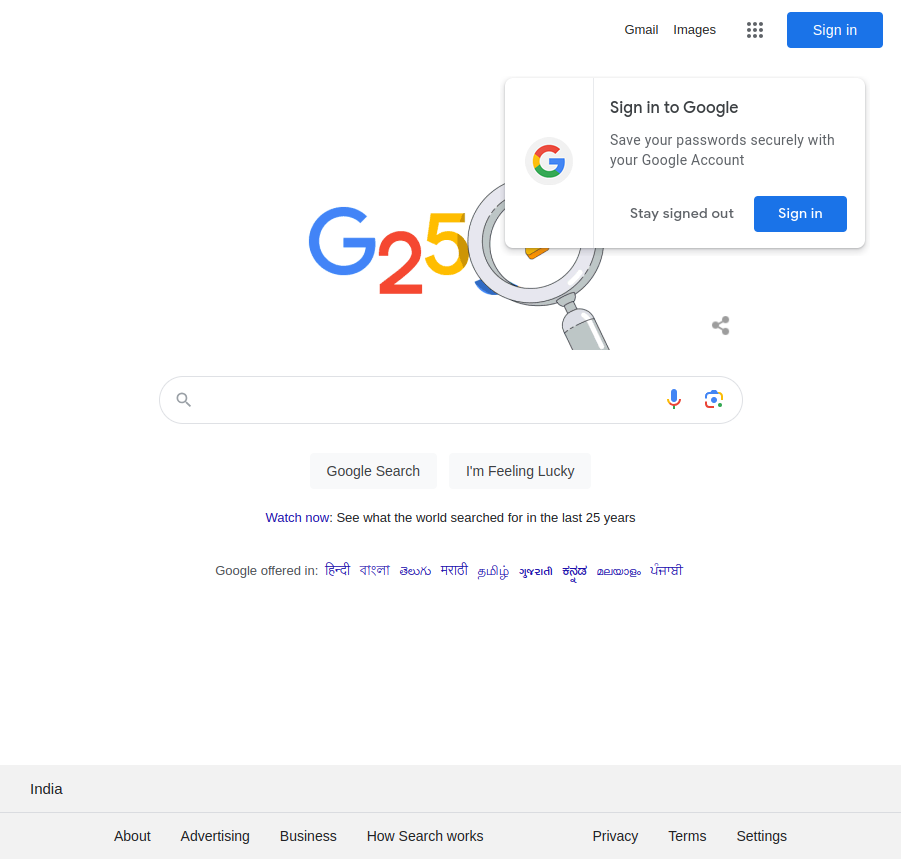 Gmail Images Sign in
Sign in to Google
Save your passwords securely with
your Google Account
Stay signed out Sign in
G25
Google Search I'm Feeling Lucky
Watch now: See what the world searched for in the last 25 years
Google offered in: हिन्दी বাংলা తెలుగు मराठी தமிழ் ગુજરાતી ಕನ್ನಡ മലയാളം ਪੰਜਾਬੀ
India
About Advertising Business How Search works Privacy Terms Settings